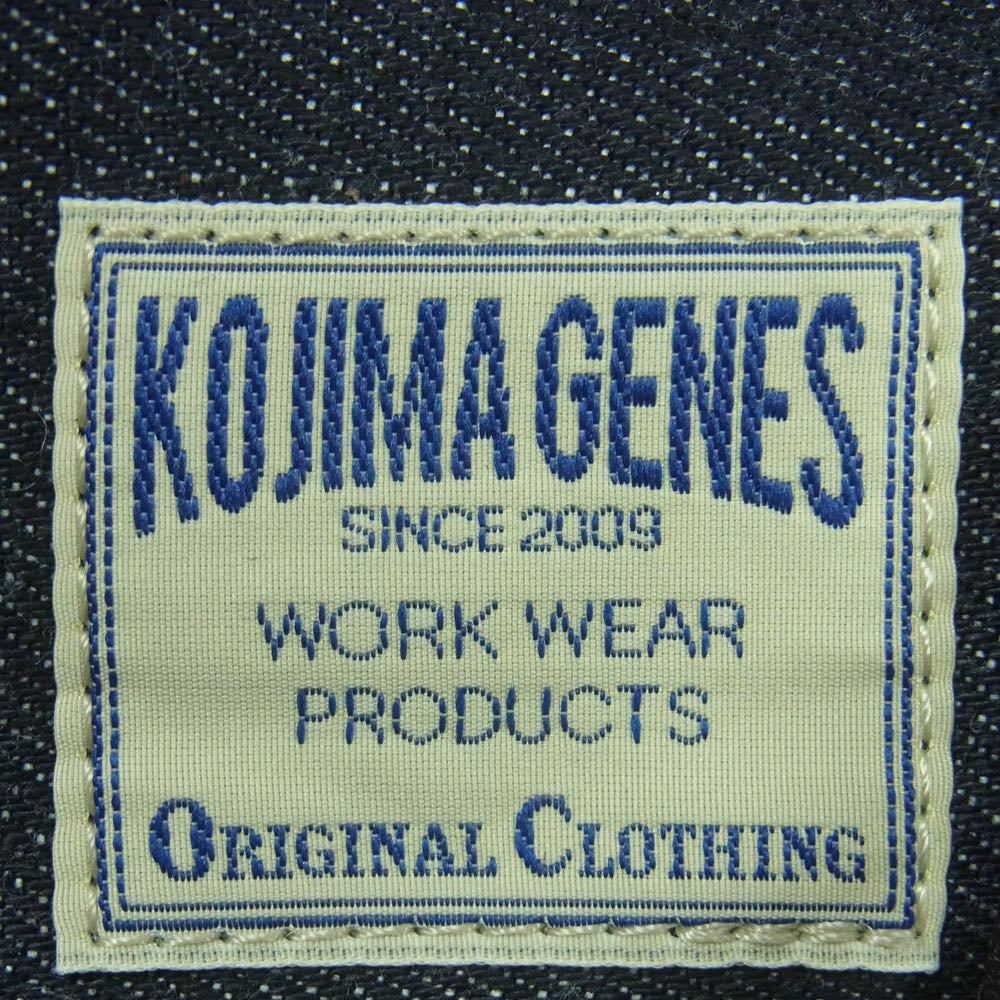 KOJIMA GENES
SINCE 2009
WORK WEAR
PRODUCTS
ORIGINAL CLOTHING